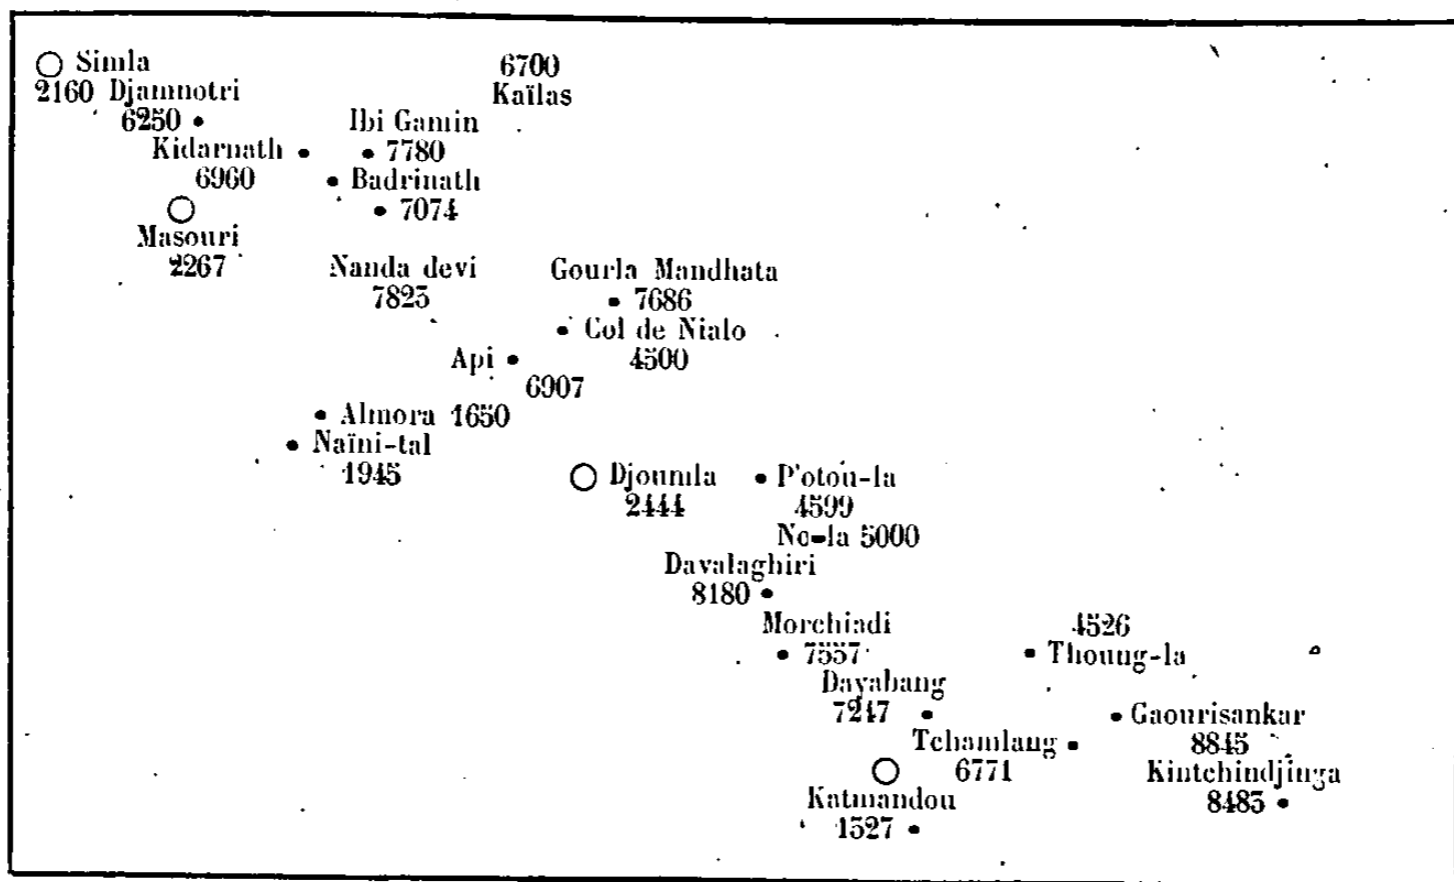 Simla
2160 Djamnotri
6250
Kidarnath
6960
Masouri
2267
6700
Kaïlas
Ibi Gamin
7780
Badrinath
7074
Nanda devi
7823
Gourla Mandhata
7686
Col de Nialo
4500
Api
6907
Almora 1650
Naïni-tal
1945
Djoumla
2444
P'otou-la
4599
No-la 5000
Davalaghiri
8180
Morchiadi
7557
Dayabang
7247
4526
Thoung-la
Gaourisankar
8845
Tchamlang
6771
Kintchindjinga
8483
Katmandou
1527